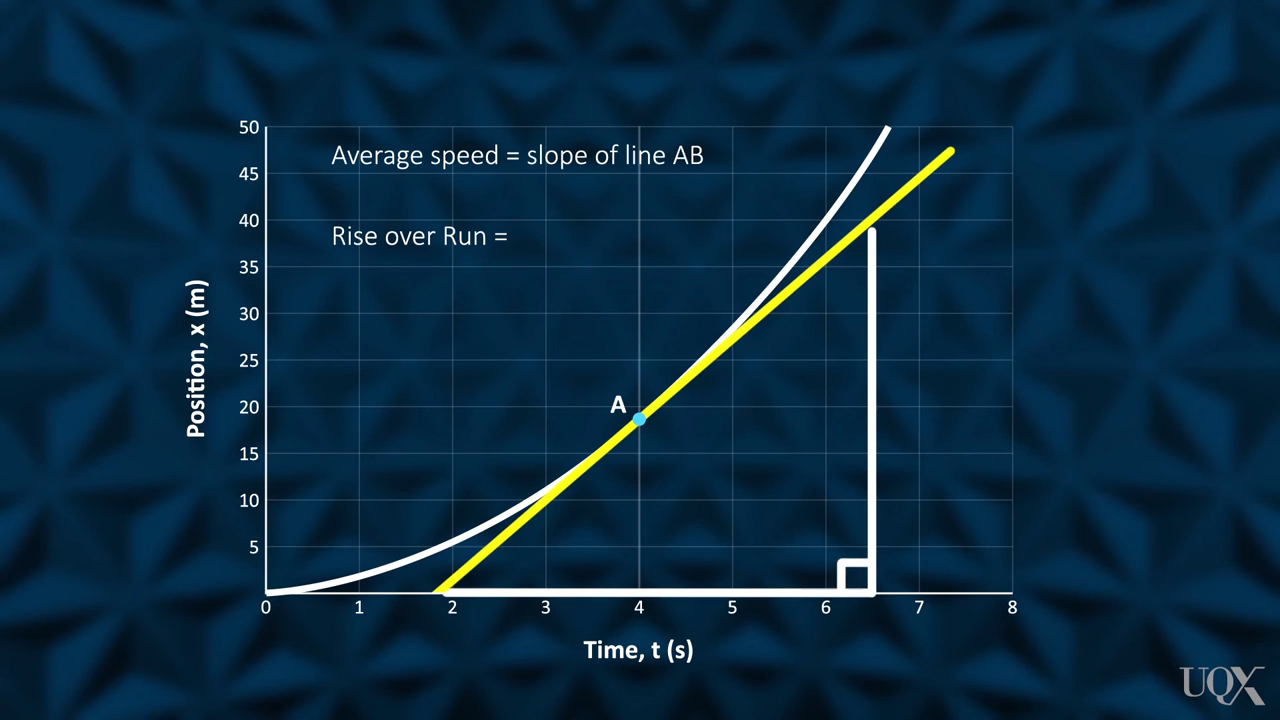 50
Average speed = slope of line AB
45
40
Rise over Run =
35
30
25
20
A
15
10
5
0 1 2 3 4 5 6 7 8
Position, x (m)
Time, t (s)
UQX